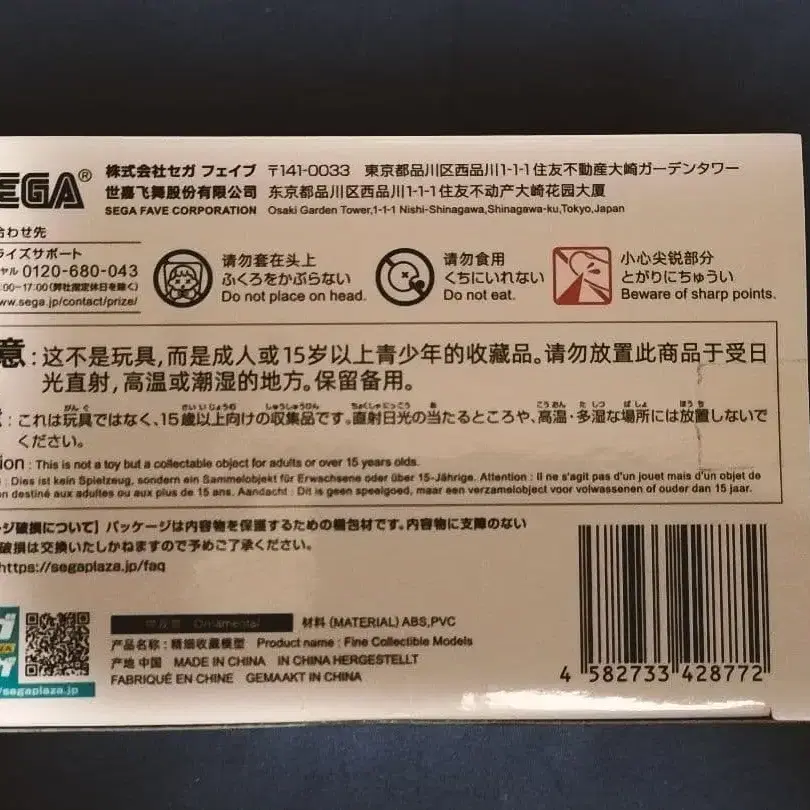 EGA®
株式会社セガ フェイブ 〒141-0033 東京都品川区西品川1-1-1住友不動産大崎ガーデンタワー
世嘉飞舞股份有限公司 东京都品川区西品川1-1-1住友不动产大崎花园大厦
SEGA FAVE CORPORATION Osaki Garden Tower,1-1-1 Nishi-Shinagawa,Shinagawa-ku,Tokyo,Japan
合わせ先
ライズサポート
ヤル 0120-680-043
:00-17:00(弊社指定休日を除く)
www.sega.jp/contact/prize/
请勿套在头上
ふくろをかぶらない
Do not place on head.
请勿食用
くちにいれない
Do not eat.
小心尖锐部分
とがりにちゅうい
Beware of sharp points.
意:这不是玩具,而是成人或15岁以上青少年的收藏品。请勿放置此商品于受日
光直射,高温或潮湿的地方。保留备用。
:これは玩具ではなく、15歳以上向けの収集品です。直射日光の当たるところや、高温・多湿な場所には放置しないで
ください。
ion : This is not a toy but a collectable object for adults or over 15 years olds.
: Dies ist kein Spielzeug, sondern ein Sammelobjekt für Erwachsene oder über 15-Jährige. Attention : Il ne s'agit pas d'un jouet mais d'un objet de
on destiné aux adultes ou aux plus de 15 ans. Aandacht : Dit is geen speelgoed, maar een verzamelobject voor volwassenen of ouder dan 15 jaar.
ージ破損について】パッケージは内容物を保護するための梱包材です。内容物に支障のない
破損は交換いたしかねますので予めご了承ください。
https://segaplaza.jp/faq
/segaplaza.jp
Ornamental 材料(MATERIAL)ABS,PVC
产品名称:精细收藏模型 Product name : Fine Collectible Models
产地 中国 MADE IN CHINA IN CHINA HERGESTELLT
FABRIQUÉ EN CHINE GEMAAKT IN CHINA
4 582733 428772